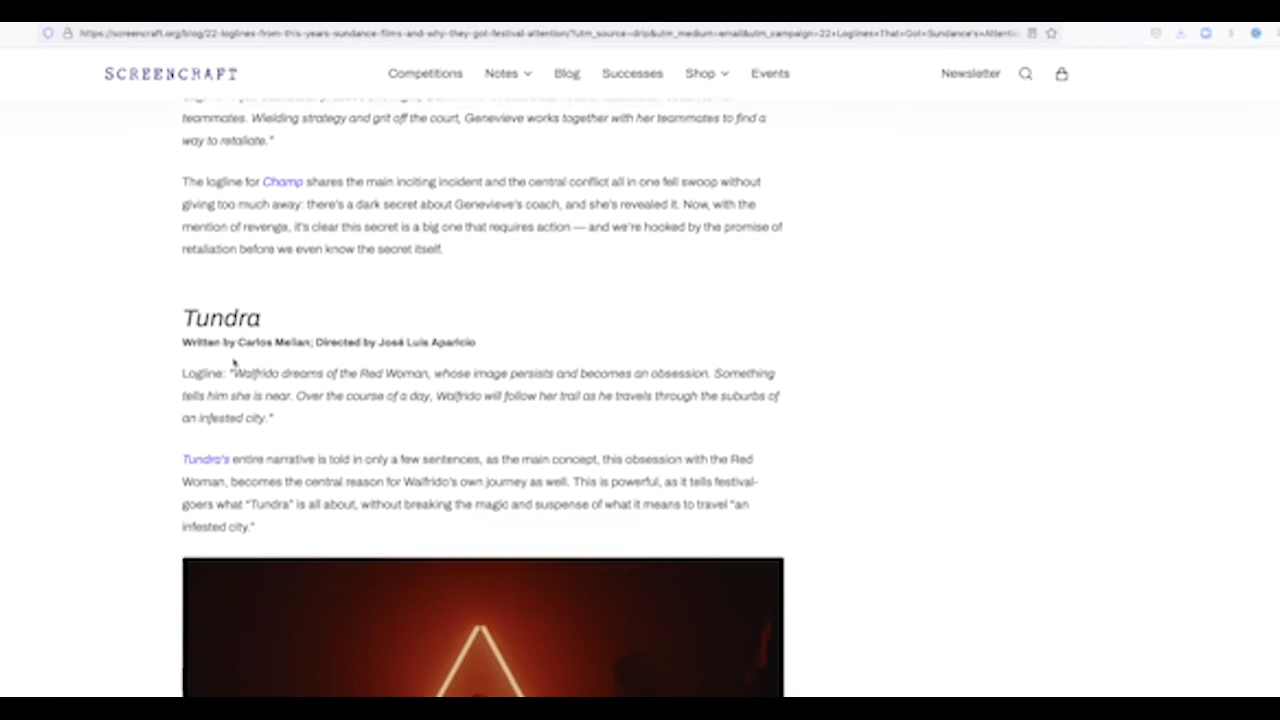 https://screencraft.org/blog/22-loglines-from-this-years-sundance-films-and-why-they-got-festival-attention/?utm_source=drip&utm_medium=email&utm_campaign=22+Loglines+That+Got+Sundance's+Attentio
SCREENCRAFT
Competitions Notes Blog Successes Shop Events Newsletter
teammates. Wielding strategy and grit off the court, Genevieve works together with her teammates to find a
way to retaliate."
The logline for Champ shares the main inciting incident and the central conflict all in one fell swoop without
giving too much away: there's a dark secret about Genevieve's coach, and she's revealed it. Now, with the
mention of revenge, it's clear this secret is a big one that requires action — and we're hooked by the promise of
retaliation before we even know the secret itself.
Tundra
Written by Carlos Melian; Directed by José Luis Aparicio
Logline: "Walfrido dreams of the Red Woman, whose image persists and becomes an obsession. Something
tells him she is near. Over the course of a day, Walfrido will follow her trail as he travels through the suburbs of
an infested city."
Tundra's entire narrative is told in only a few sentences, as the main concept, this obsession with the Red
Woman, becomes the central reason for Walfrido's own journey as well. This is powerful, as it tells festival-
goers what "Tundra" is all about, without breaking the magic and suspense of what it means to travel "an
infested city."